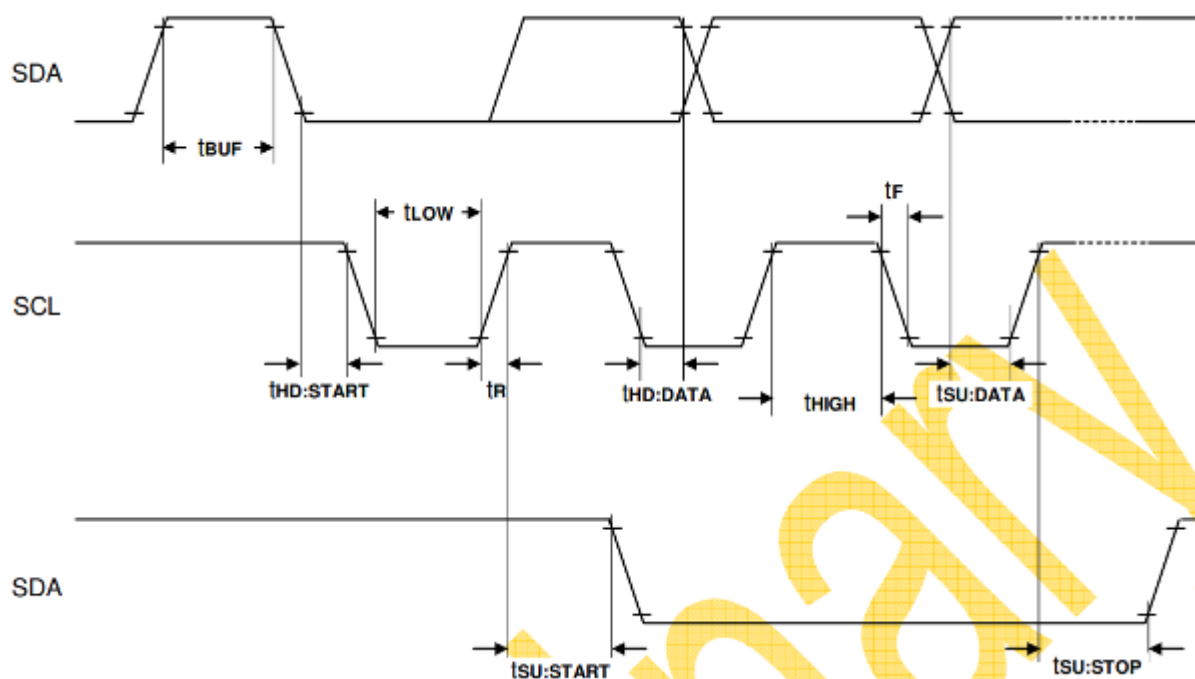 SDA
tBUF
tF
tLOW
SCL
tHD:START
tR
tHD:DATA
tHIGH
tSU:DATA
SDA
tSU:START
tSU:STOP